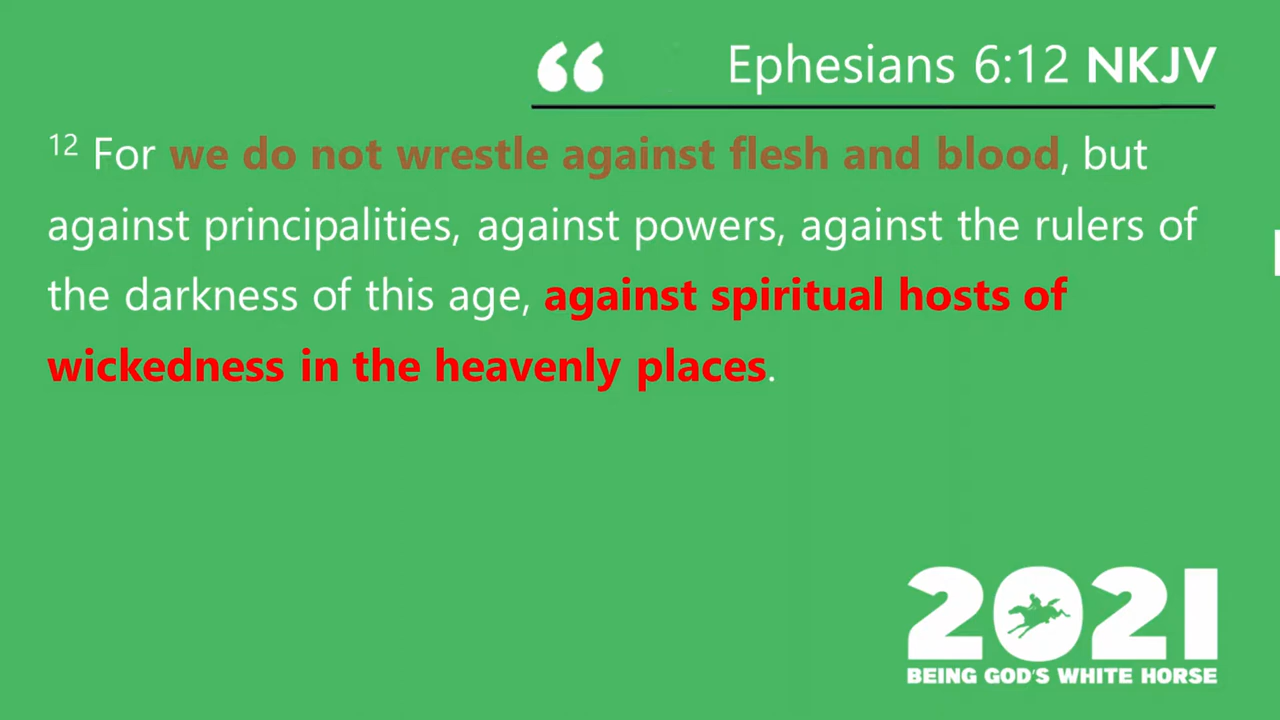 “ Ephesians 6:12 NKJV
12 For we do not wrestle against flesh and blood, but
against principalities, against powers, against the rulers of
the darkness of this age, against spiritual hosts of
wickedness in the heavenly places.
2021
BEING GOD'S WHITE HORSE